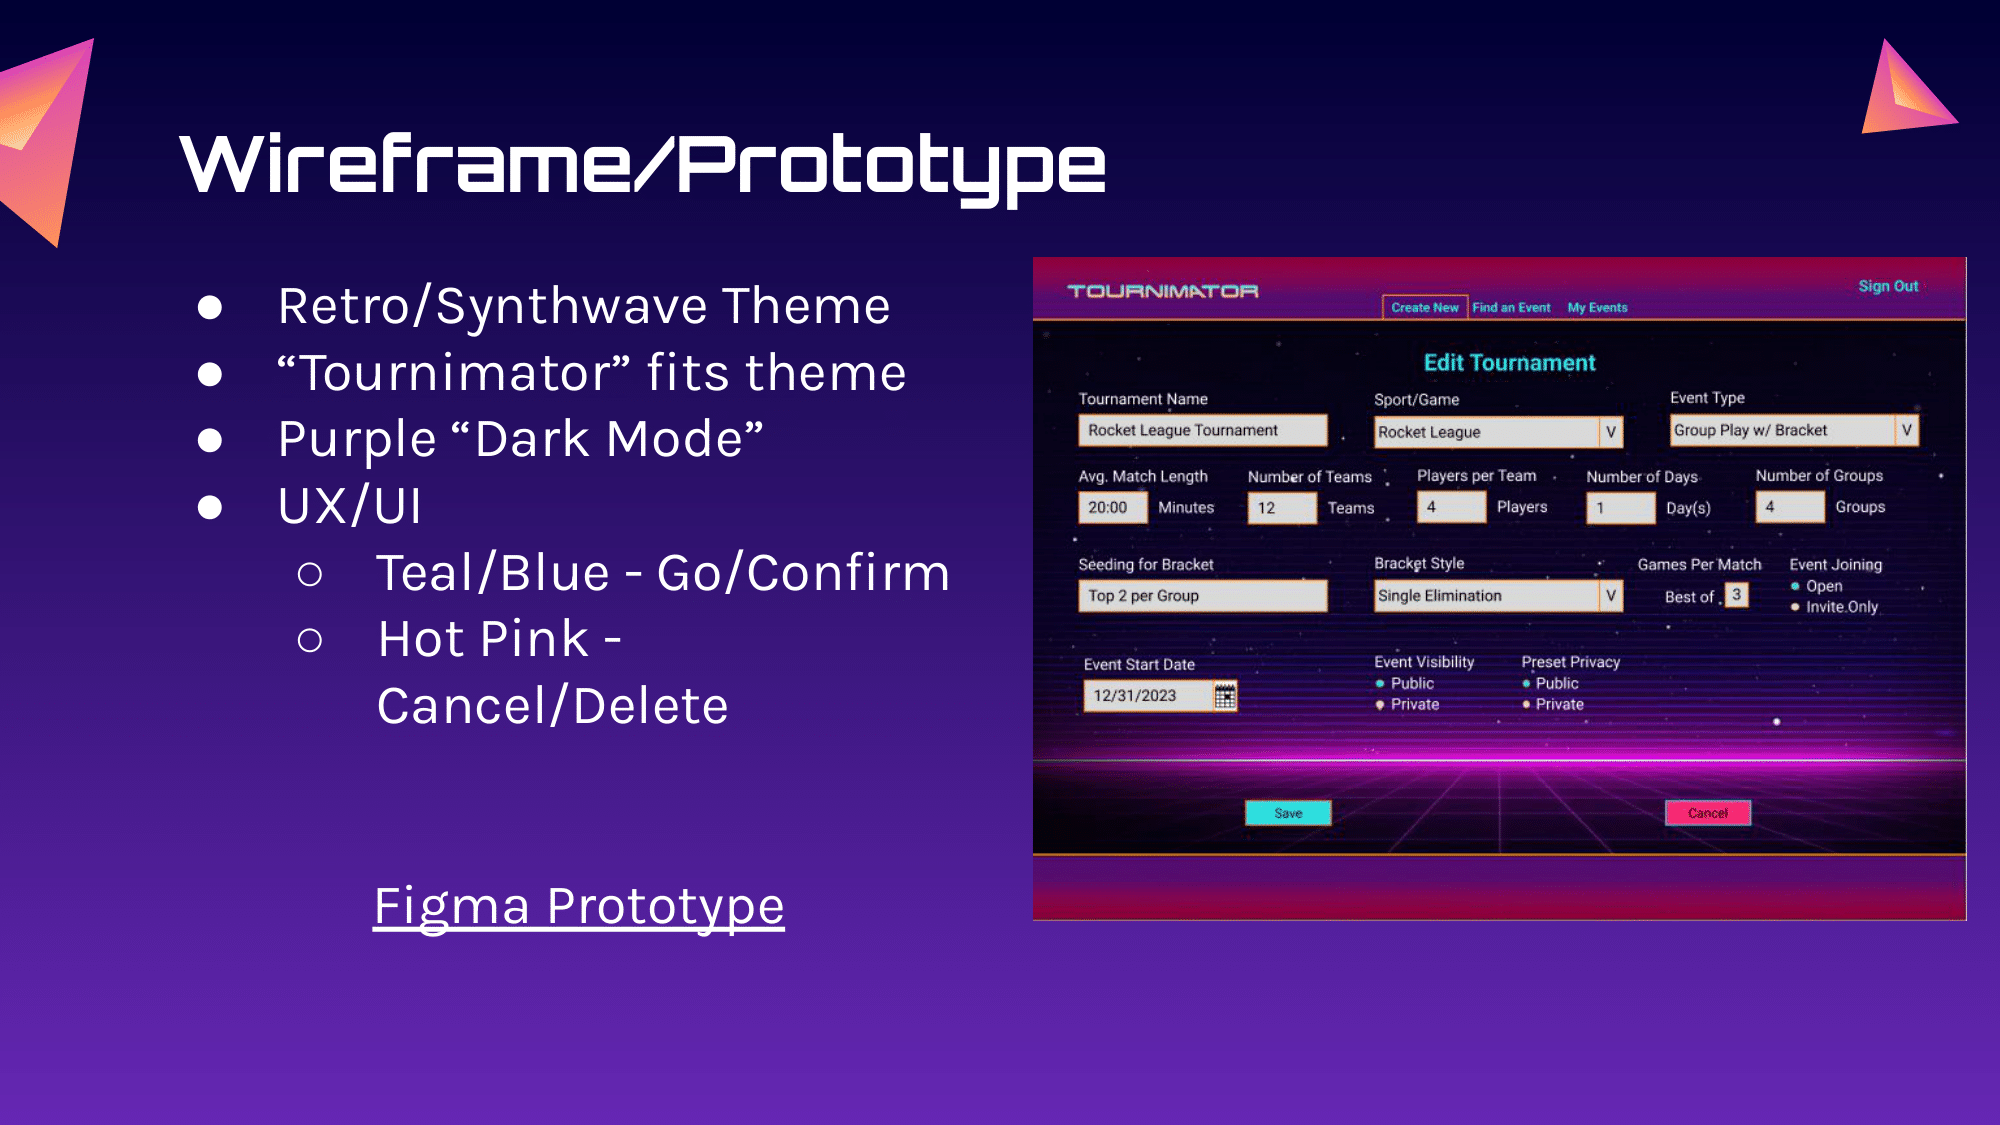 Wireframe/Prototype
● Retro/Synthwave Theme
● “Tournimator” fits theme
● Purple “Dark Mode”
● UX/UI
○ Teal/Blue - Go/Confirm
○ Hot Pink -
Cancel/Delete
Figma Prototype
TOURNIMATOR
Sign Out
Create New Find an Event My Events
Edit Tournament
Tournament Name Sport/Game Event Type
Rocket League Tournament Rocket League V Group Play w/ Bracket V
Avg. Match Length Number of Teams Players per Team Number of Days Number of Groups
20:00 Minutes 12 Teams 4 Players 1 Day(s) 4 Groups
Seeding for Bracket Bracket Style Games Per Match Event Joining
Top 2 per Group Single Elimination V Best of 3 Open
Invite Only
Event Start Date Event Visibility Preset Privacy
12/31/2023 Public Public
Private Private
Save Cancel